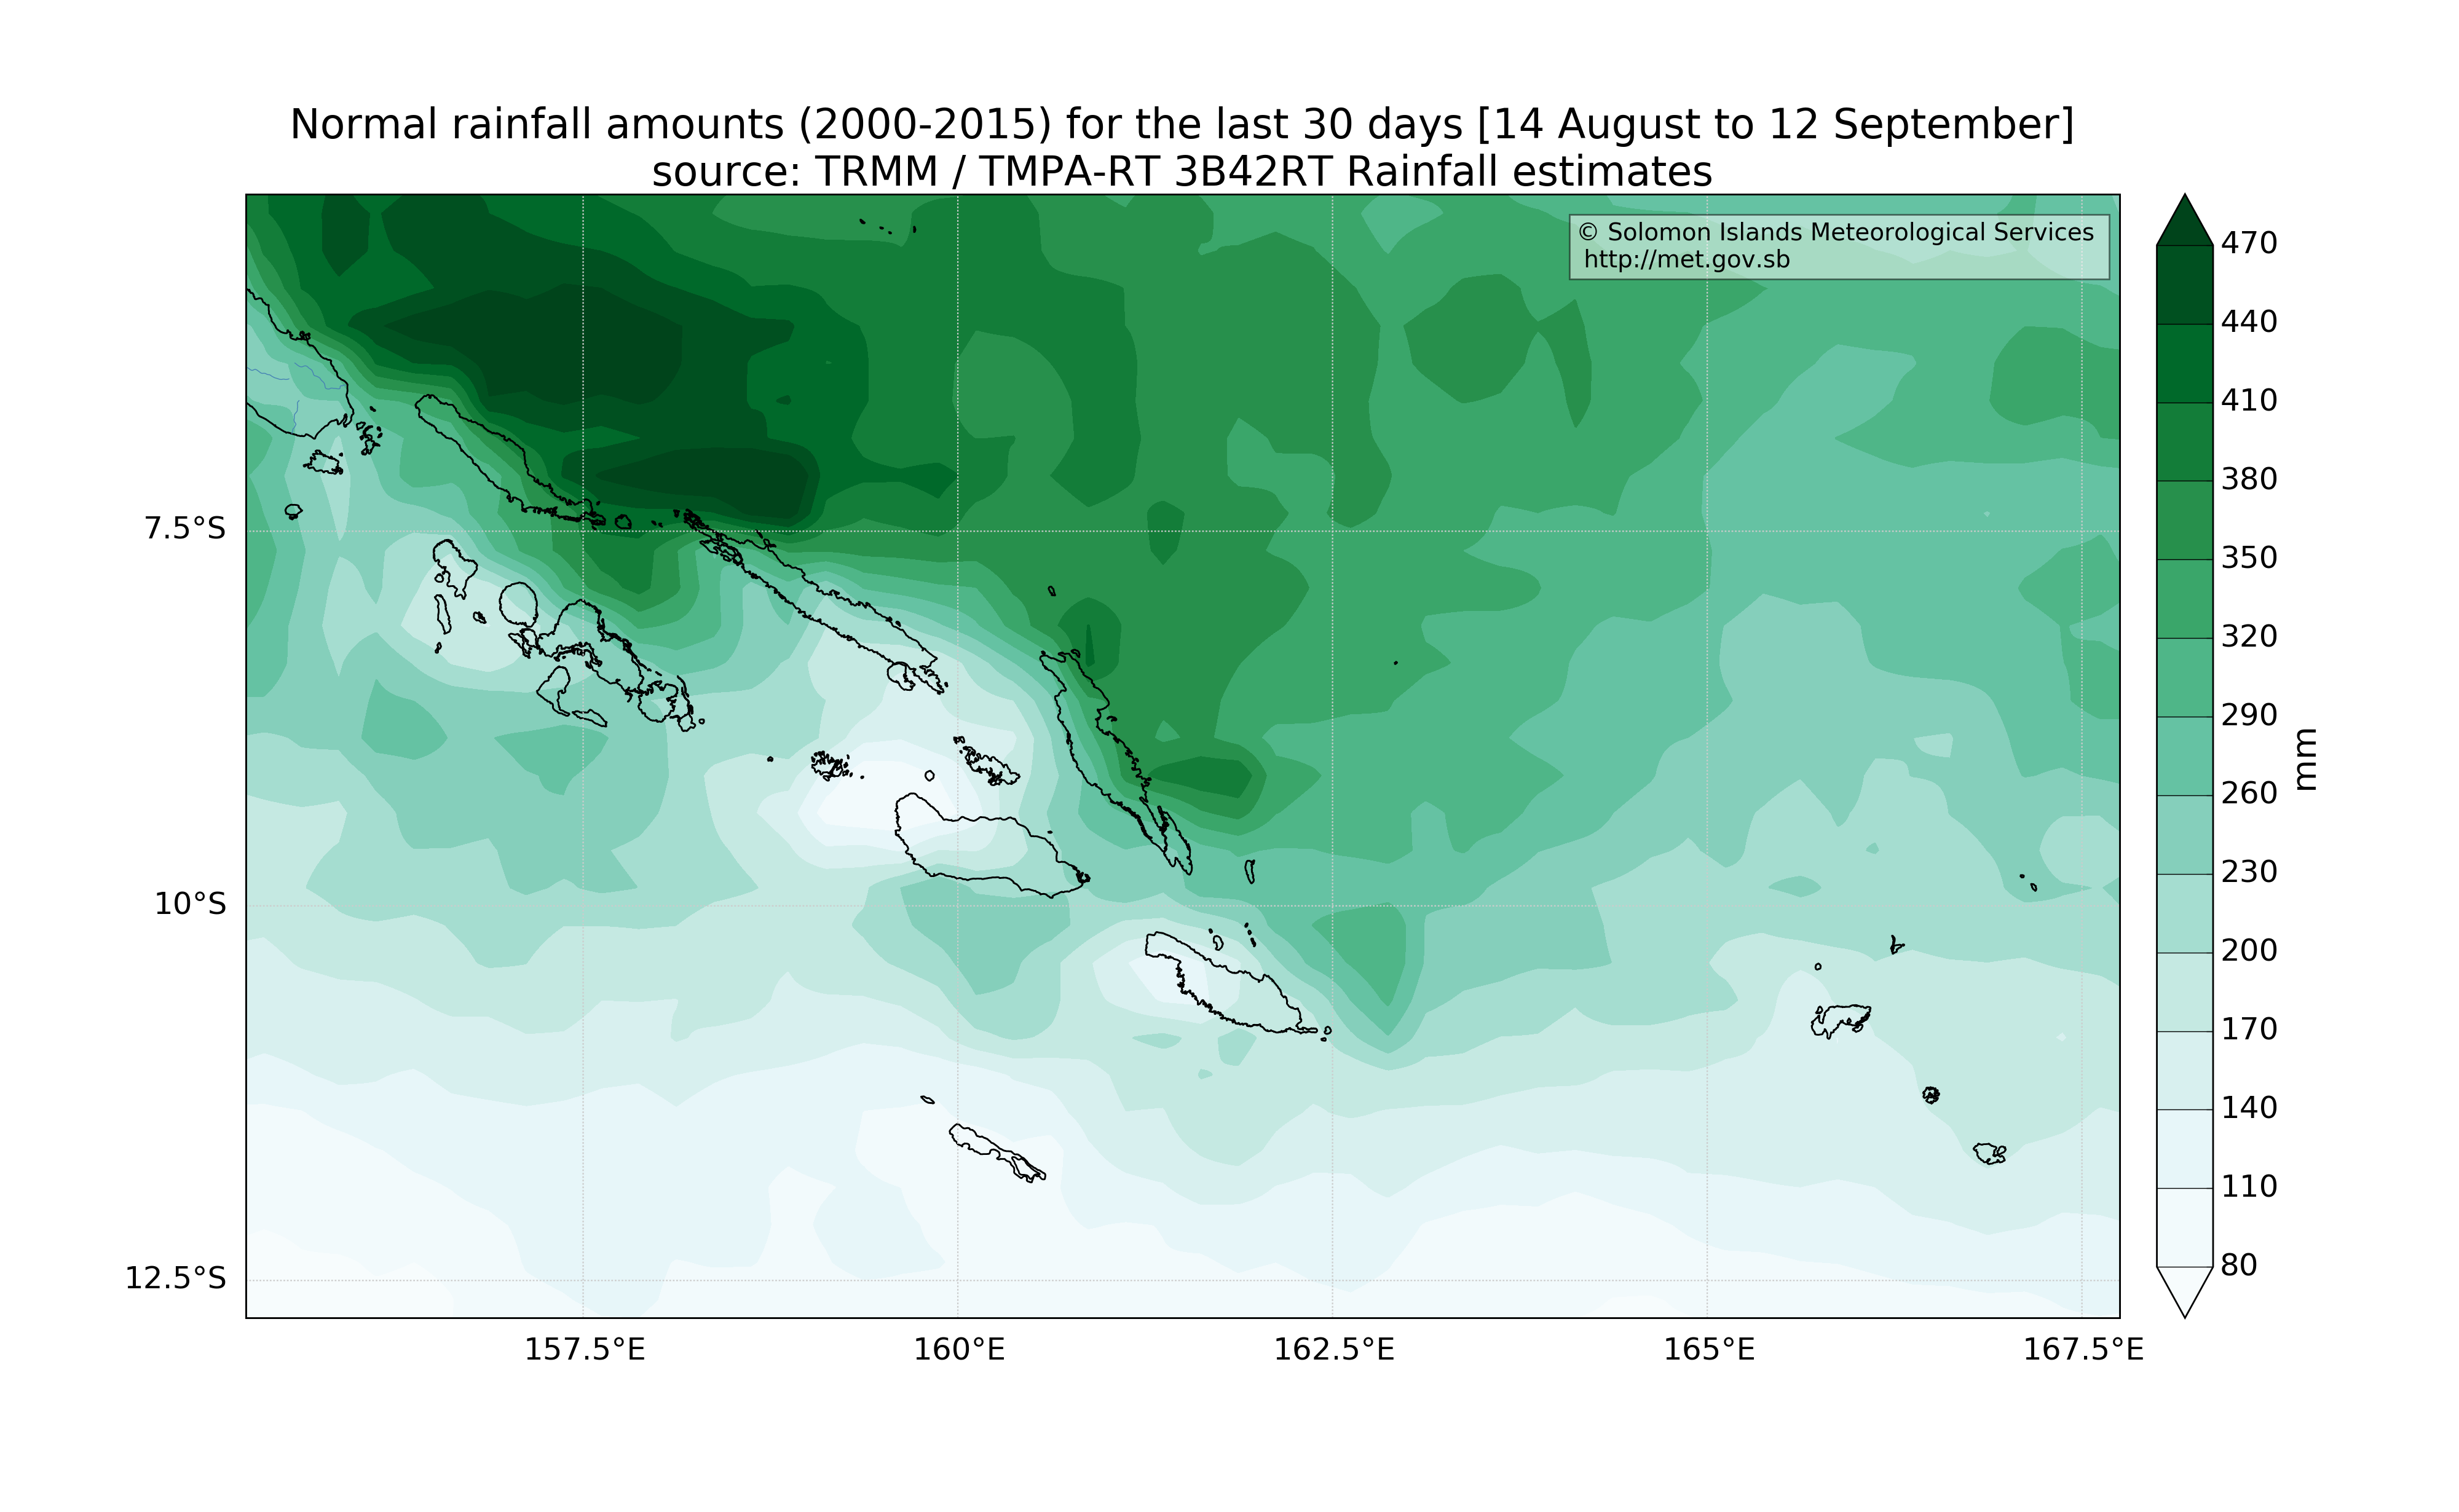 Normal rainfall amounts (2000-2015) for the last 30 days [14 August to 12 September]
source: TRMM / TMPA-RT 3B42RT Rainfall estimates
© Solomon Islands Meteorological Services
http://met.gov.sb
470
440
410
380
350
320
290
260
230
200
170
140
110
80
mm
7.5°S
10°S
12.5°S
157.5°E
160°E
162.5°E
165°E
167.5°E